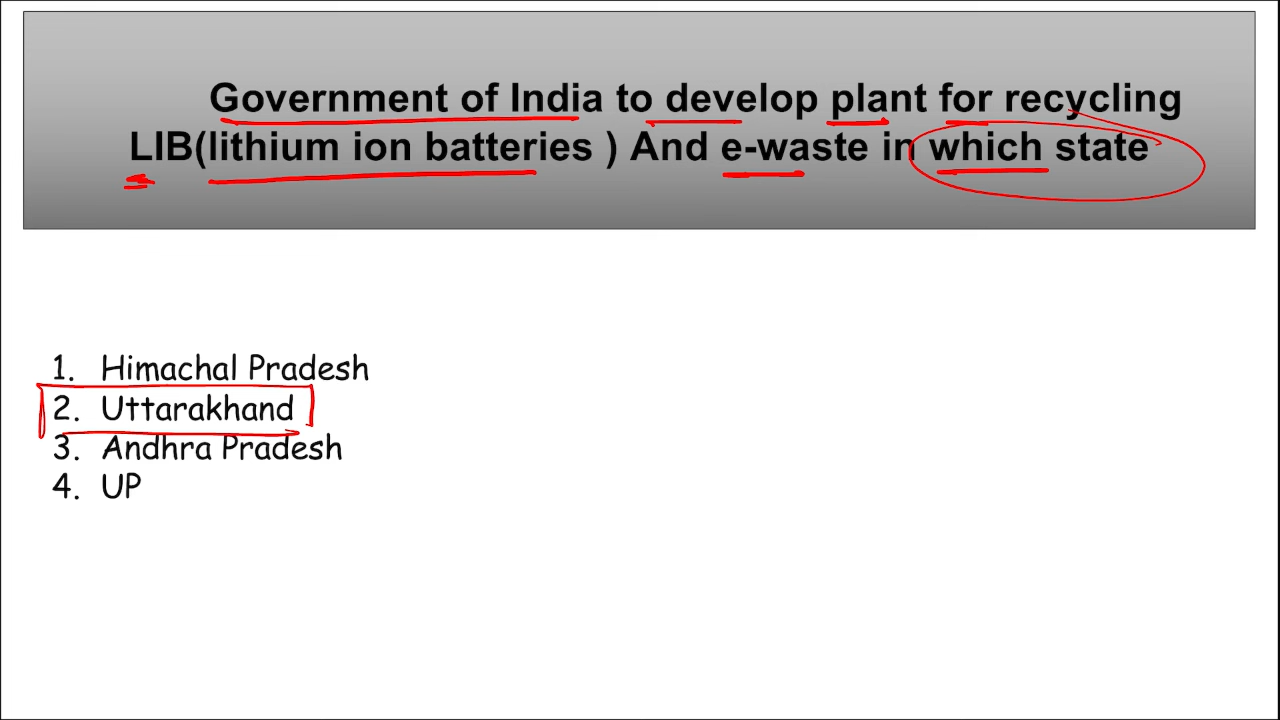 Government of India to develop plant for recycling
LIB(lithium ion batteries ) And e-waste in which state
1. Himachal Pradesh
2. Uttarakhand
3. Andhra Pradesh
4. UP